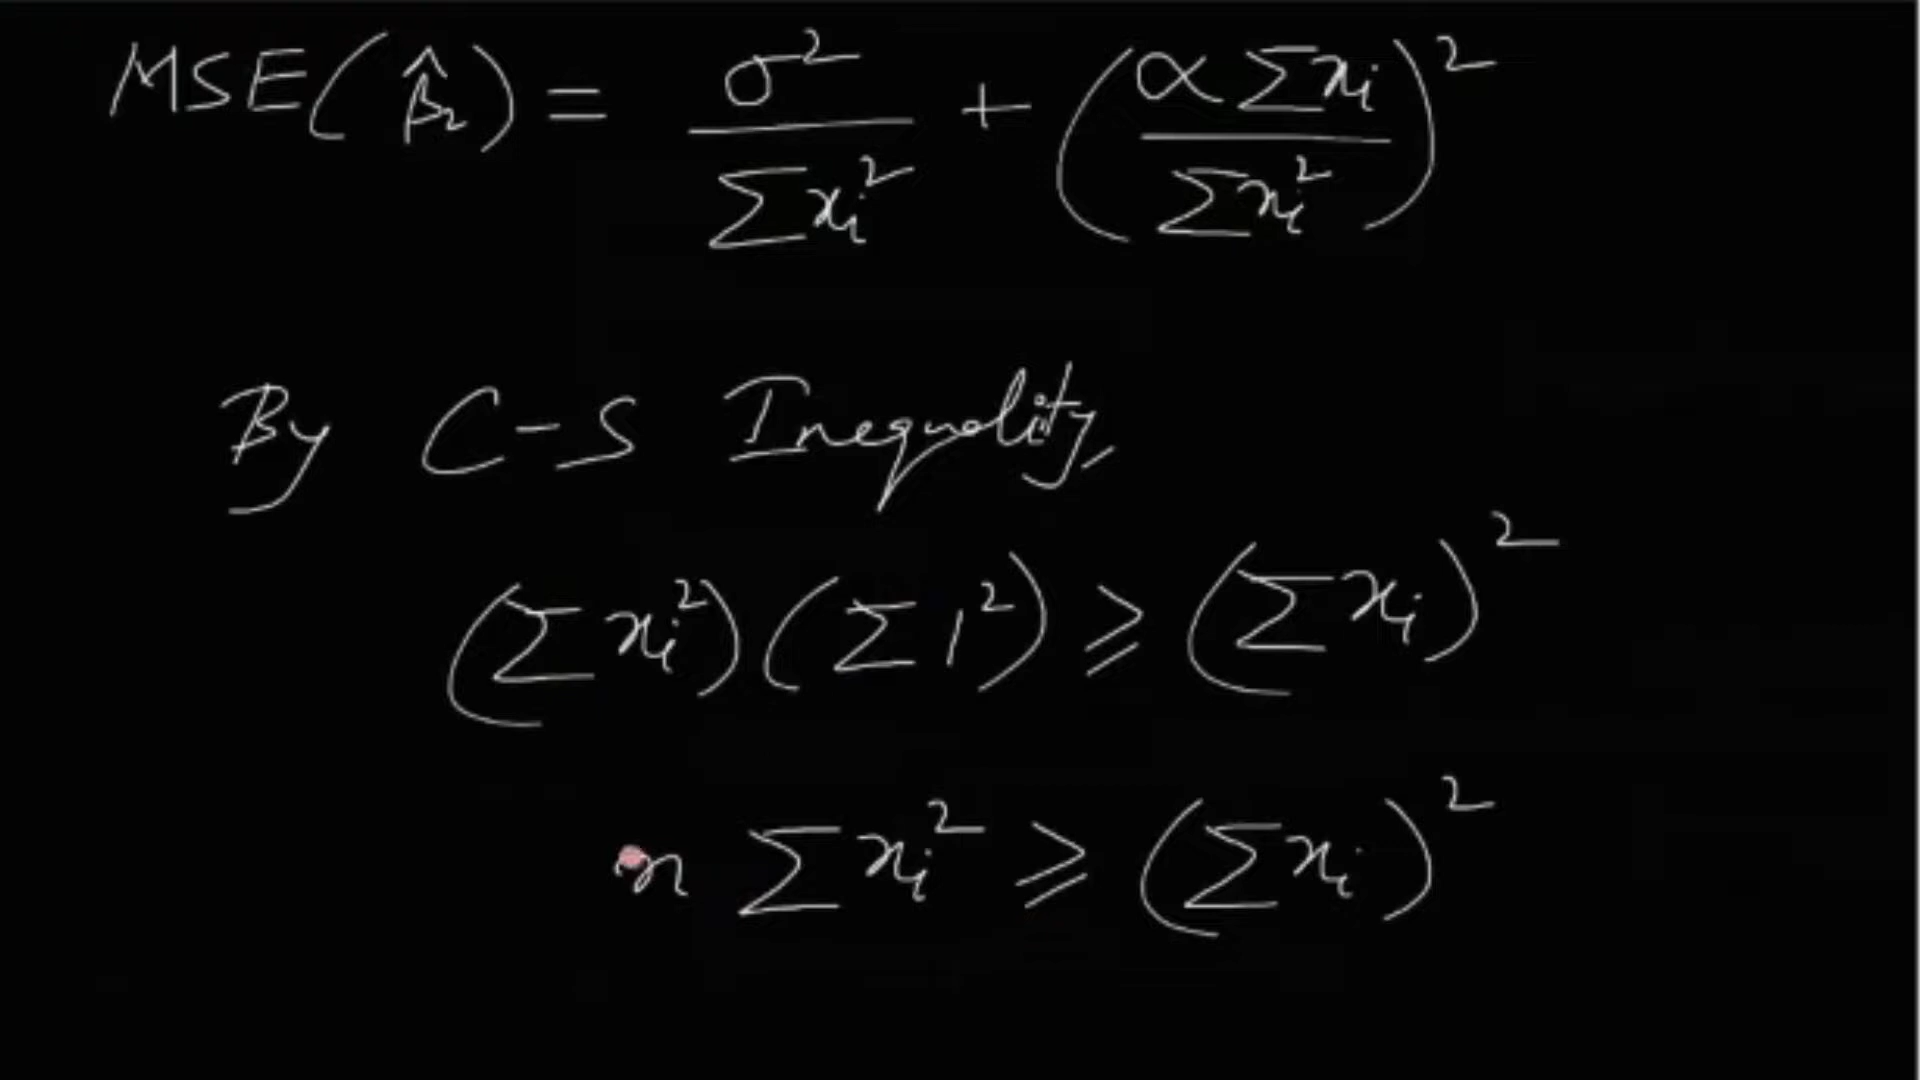 MSE(β̂₂) = σ² / Σxᵢ² + (αΣxᵢ / Σxᵢ²)²
By C-S Inequality,
(Σxᵢ²)(Σ1²) ⩾ (Σxᵢ)²
n Σxᵢ² ⩾ (Σxᵢ)²